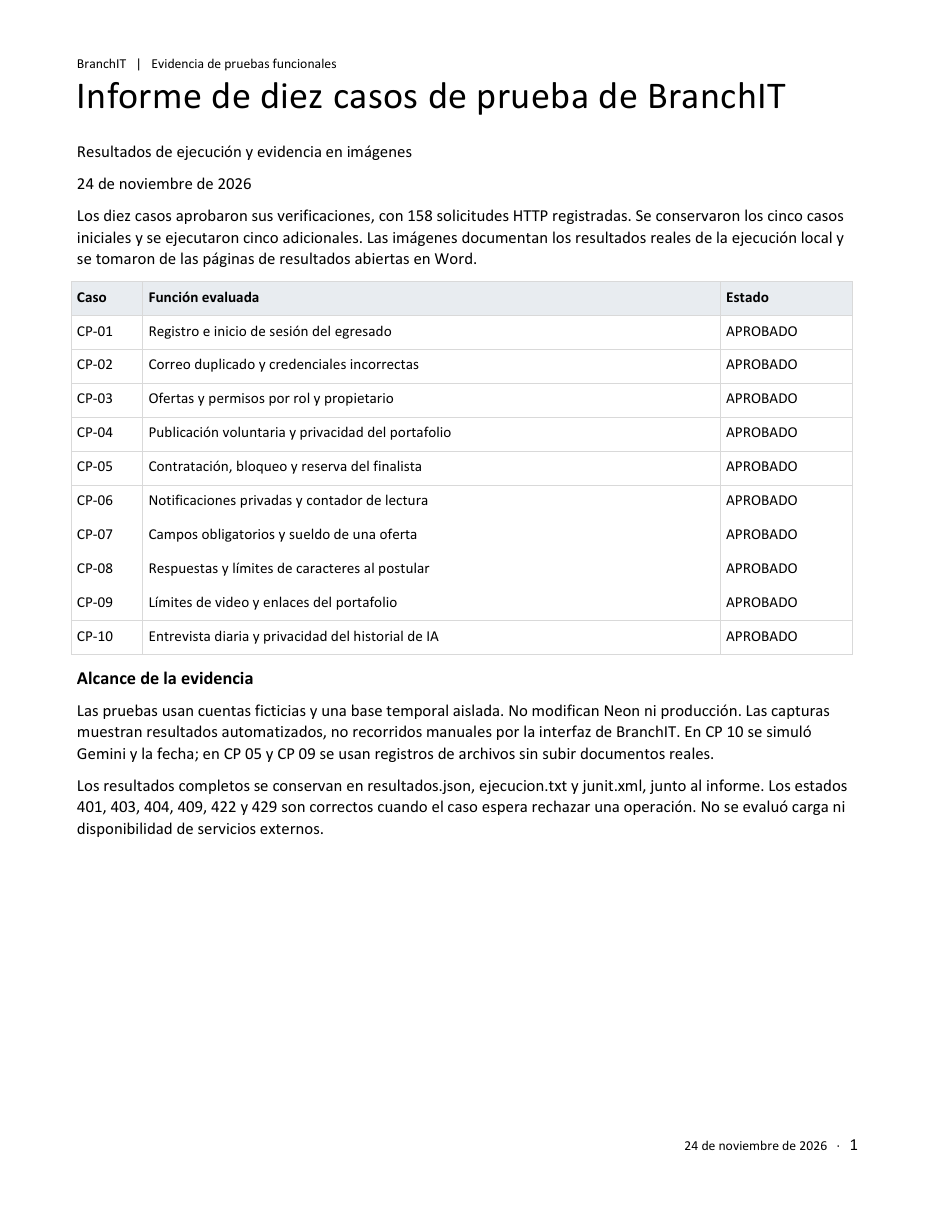 BranchIT | Evidencia de pruebas funcionales
Informe de diez casos de prueba de BranchIT
Resultados de ejecución y evidencia en imágenes
24 de noviembre de 2026
Los diez casos aprobaron sus verificaciones, con 158 solicitudes HTTP registradas. Se conservaron los cinco casos
iniciales y se ejecutaron cinco adicionales. Las imágenes documentan los resultados reales de la ejecución local y
se tomaron de las páginas de resultados abiertas en Word.
Caso Función evaluada Estado
CP-01 Registro e inicio de sesión del egresado APROBADO
CP-02 Correo duplicado y credenciales incorrectas APROBADO
CP-03 Ofertas y permisos por rol y propietario APROBADO
CP-04 Publicación voluntaria y privacidad del portafolio APROBADO
CP-05 Contratación, bloqueo y reserva del finalista APROBADO
CP-06 Notificaciones privadas y contador de lectura APROBADO
CP-07 Campos obligatorios y sueldo de una oferta APROBADO
CP-08 Respuestas y límites de caracteres al postular APROBADO
CP-09 Límites de video y enlaces del portafolio APROBADO
CP-10 Entrevista diaria y privacidad del historial de IA APROBADO
Alcance de la evidencia
Las pruebas usan cuentas ficticias y una base temporal aislada. No modifican Neon ni producción. Las capturas
muestran resultados automatizados, no recorridos manuales por la interfaz de BranchIT. En CP 10 se simuló
Gemini y la fecha; en CP 05 y CP 09 se usan registros de archivos sin subir documentos reales.
Los resultados completos se conservan en resultados.json, ejecucion.txt y junit.xml, junto al informe. Los estados
401, 403, 404, 409, 422 y 429 son correctos cuando el caso espera rechazar una operación. No se evaluó carga ni
disponibilidad de servicios externos.
24 de noviembre de 2026 · 1